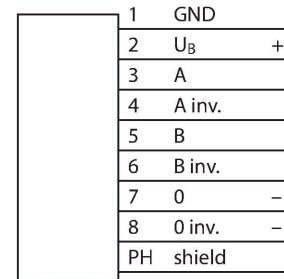 1 GND
2 U_B +
3 A
4 A inv.
5 B
6 B inv.
7 0 –
8 0 inv. –
PH shield